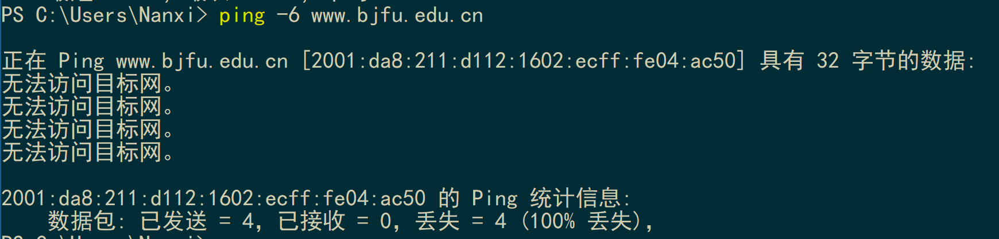 PS C:\Users\Nanxi> ping -6 www.bjfu.edu.cn
正在 Ping www.bjfu.edu.cn [2001:da8:211:d112:1602:ecff:fe04:ac50] 具有 32 字节的数据:
无法访问目标网。
无法访问目标网。
无法访问目标网。
无法访问目标网。
2001:da8:211:d112:1602:ecff:fe04:ac50 的 Ping 统计信息:
数据包: 已发送 = 4，已接收 = 0，丢失 = 4 (100% 丢失)，